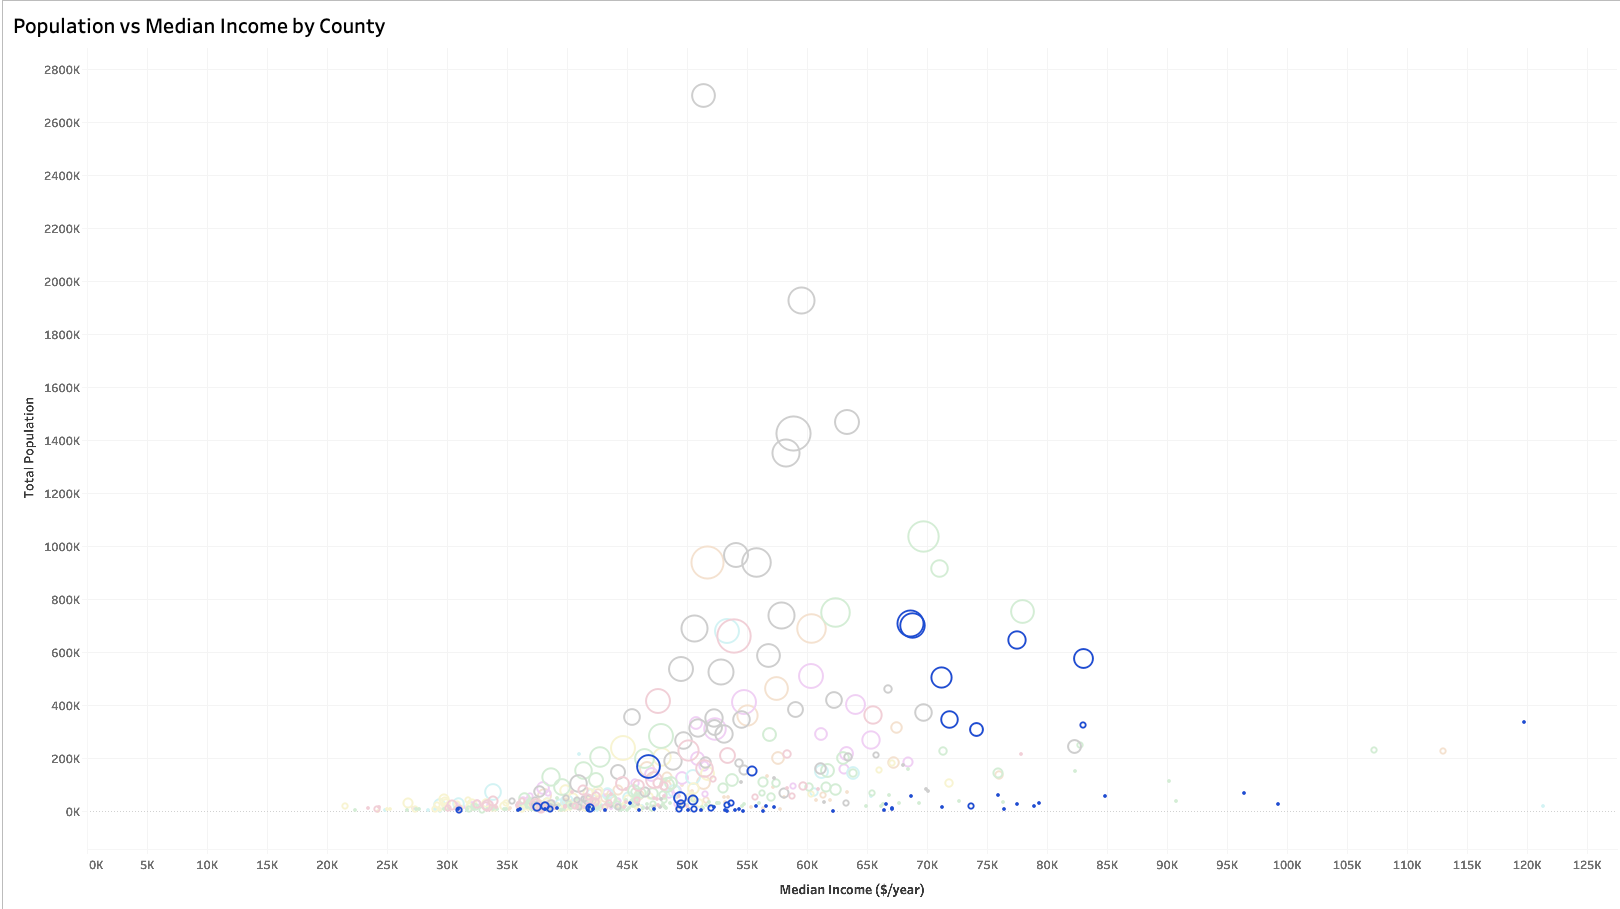 Population vs Median Income by County
2800K
2600K
2400K
2200K
2000K
1800K
1600K
1400K
1200K
1000K
800K
600K
400K
200K
0K
Total Population
0K 5K 10K 15K 20K 25K 30K 35K 40K 45K 50K 55K 60K 65K 70K 75K 80K 85K 90K 95K 100K 105K 110K 115K 120K 125K
Median Income ($/year)